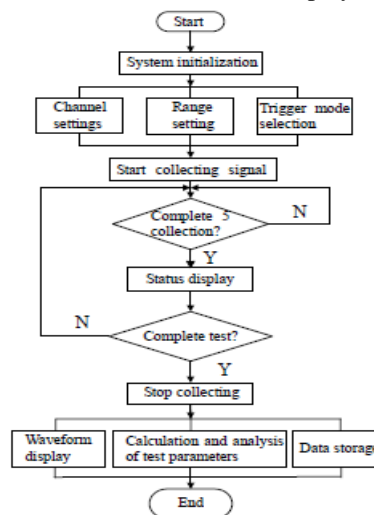 Start
System initialization
Channel
settings
Range
setting
Trigger mode
selection
Start collecting signal
Complete 5
collection?
N
Y
Status display
N
Complete test?
Y
Stop collecting
Waveform
display
Calculation and analysis
of test parameters
Data storage
End